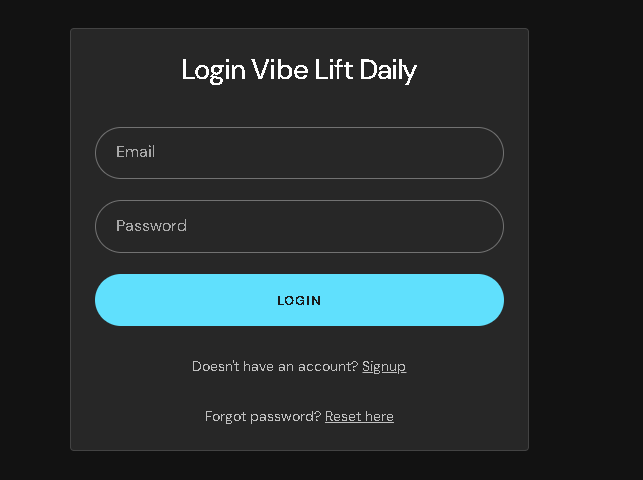 Login Vibe Lift Daily
Email
Password
LOGIN
Doesn't have an account? Signup
Forgot password? Reset here